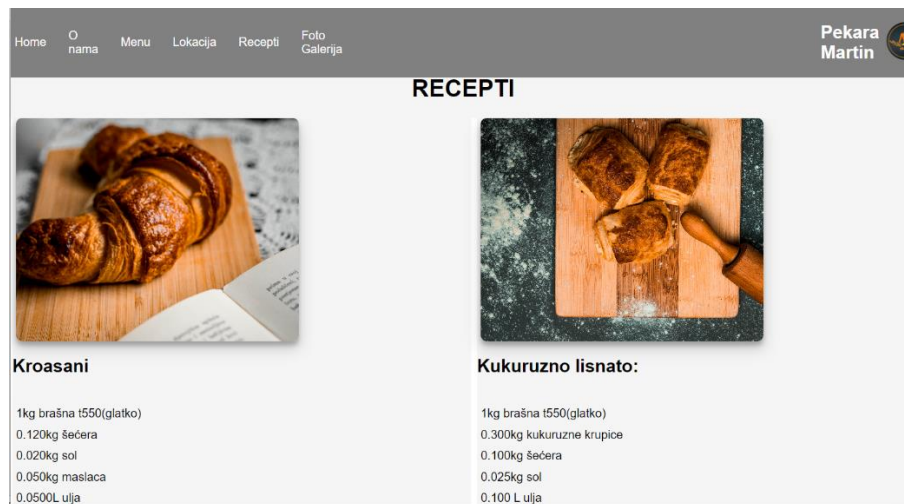 Home
O nama
Menu
Lokacija
Recepti
Foto Galerija
Pekara Martin
RECEPTI
Kroasani
1kg brašna t550(glatko)
0.120kg šećera
0.020kg sol
0.050kg maslaca
0.0500L ulja
Kukuruzno lisnato:
1kg brašna t550(glatko)
0.300kg kukuruzne krupice
0.100kg šećera
0.025kg sol
0.100 L ulja